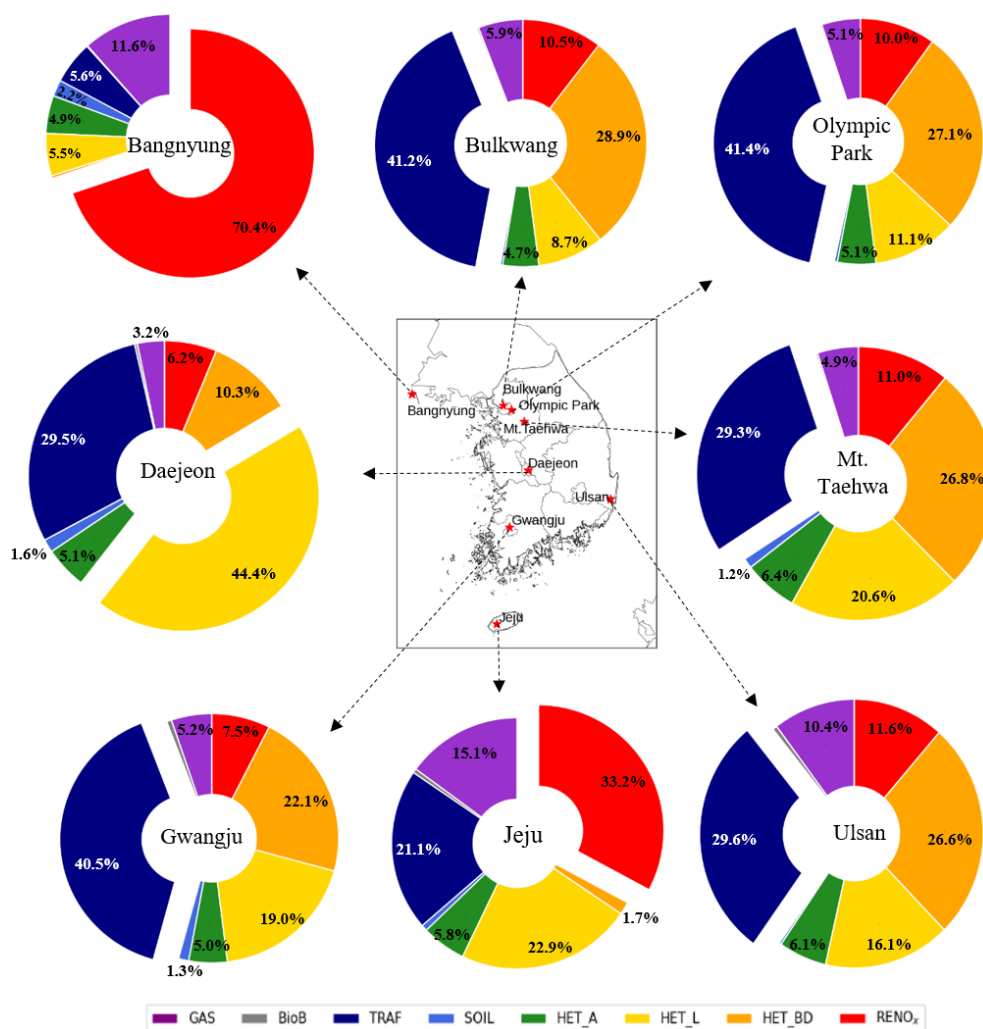 11.6%
5.6%
2.2%
4.9%
5.5%
70.4%
Bangnyung
5.9%
10.5%
28.9%
8.7%
4.7%
41.2%
Bulkwang
5.1%
10.0%
27.1%
11.1%
5.1%
41.4%
Olympic
Park
3.2%
6.2%
10.3%
44.4%
5.1%
1.6%
29.5%
Daejeon
Bulkwang
Bangnyung
Olympic Park
Mt.Taehwa
Daejeon
Ulsan
Gwangju
Jeju
4.9%
11.0%
26.8%
20.6%
6.4%
1.2%
29.3%
Mt.
Taehwa
5.2%
7.5%
22.1%
19.0%
5.0%
1.3%
40.5%
Gwangju
15.1%
33.2%
1.7%
22.9%
5.8%
21.1%
Jeju
10.4%
11.6%
26.6%
16.1%
6.1%
29.6%
Ulsan
GAS BioB TRAF SOIL HET_A HET_L HET_BD RENOₓ